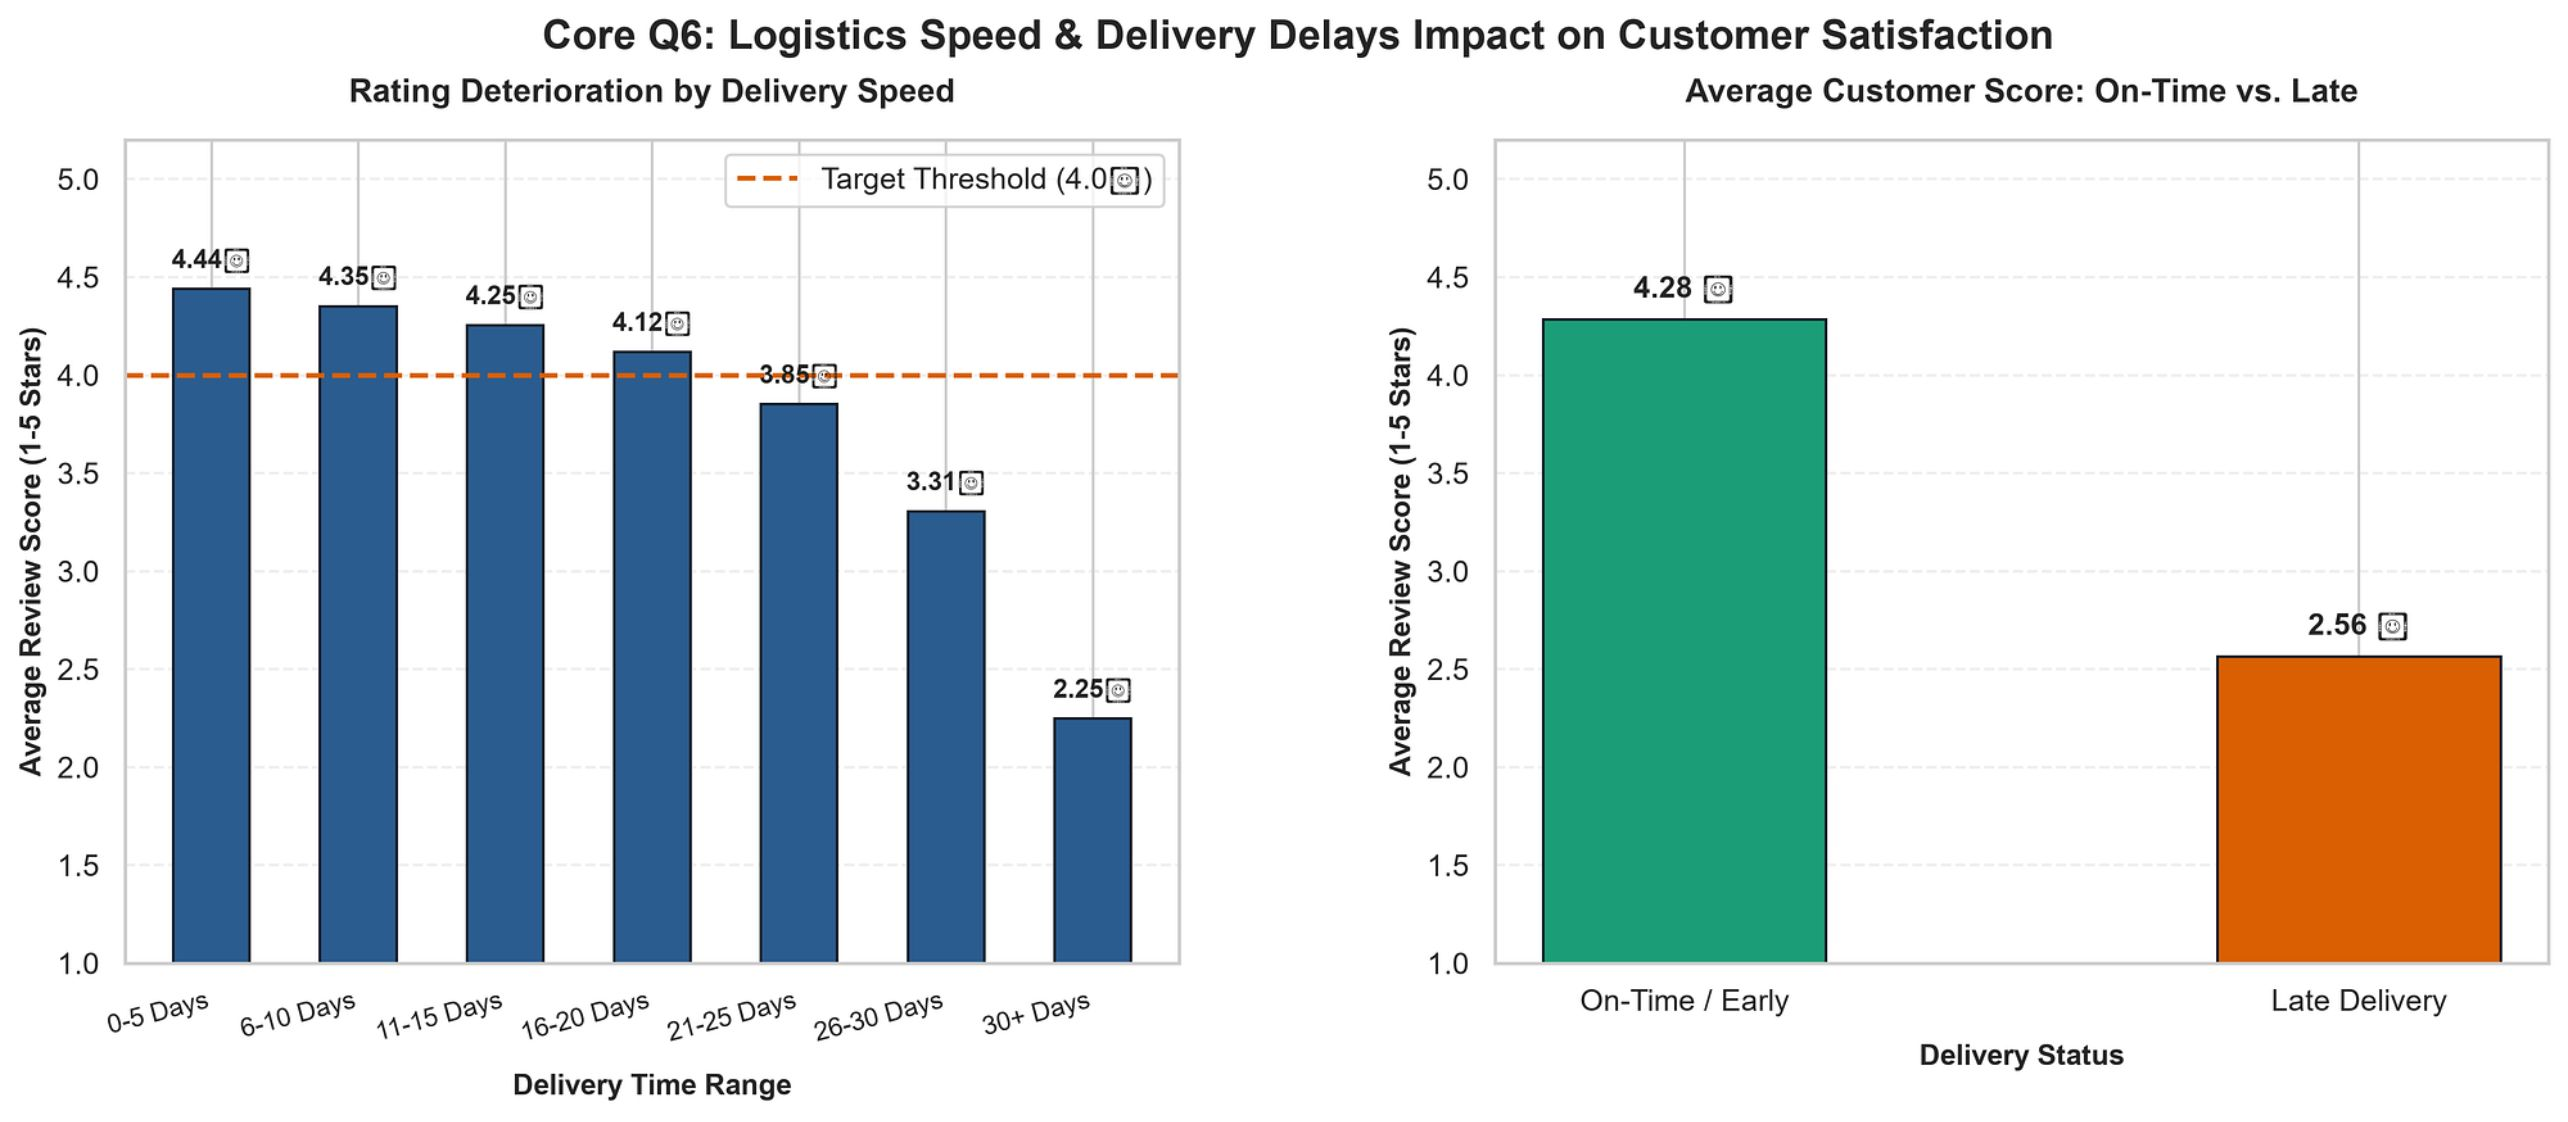 Core Q6: Logistics Speed & Delivery Delays Impact on Customer Satisfaction
Rating Deterioration by Delivery Speed
Target Threshold (4.0)
5.0
4.5
4.0
3.5
3.0
2.5
2.0
1.5
1.0
Average Review Score (1-5 Stars)
4.44
4.35
4.25
4.12
3.85
3.31
2.25
0-5 Days
6-10 Days
11-15 Days
16-20 Days
21-25 Days
26-30 Days
30+ Days
Delivery Time Range
Average Customer Score: On-Time vs. Late
5.0
4.5
4.0
3.5
3.0
2.5
2.0
1.5
1.0
Average Review Score (1-5 Stars)
4.28
2.56
On-Time / Early
Late Delivery
Delivery Status